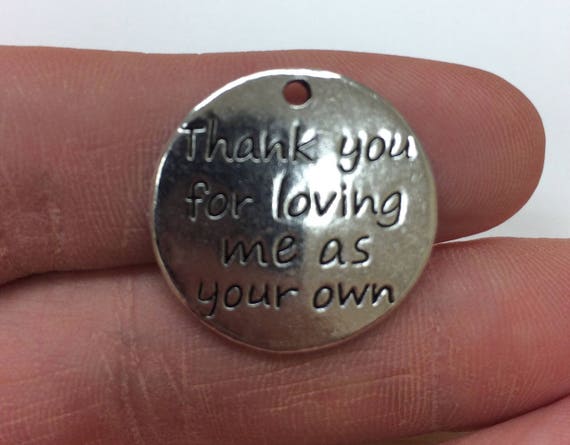 Thank you
for loving
me as
your own